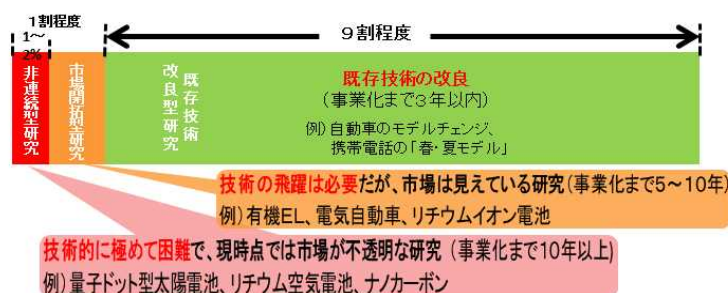 1割程度
1~
2%
9割程度
非連続型研究
市場開拓型研究
既存技術
改良型研究
既存技術の改良
(事業化まで3年以内)
例)自動車のモデルチェンジ、
携帯電話の「春・夏モデル」
技術の飛躍は必要だが、市場は見えている研究(事業化まで5~10年)
例)有機EL、電気自動車、リチウムイオン電池
技術的に極めて困難で、現時点では市場が不透明な研究(事業化まで10年以上)
例)量子ドット型太陽電池、リチウム空気電池、ナノカーボン